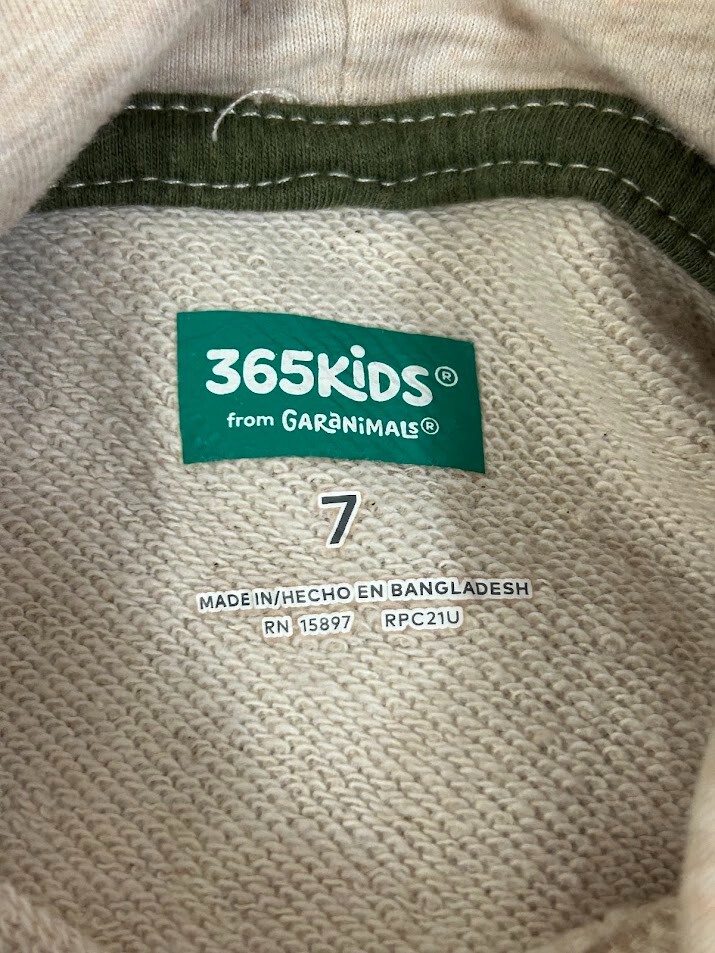 365KiDS®
from GARaNiMALs®
7
MADE IN/HECHO EN BANGLADESH
RN 15897 RPC21U